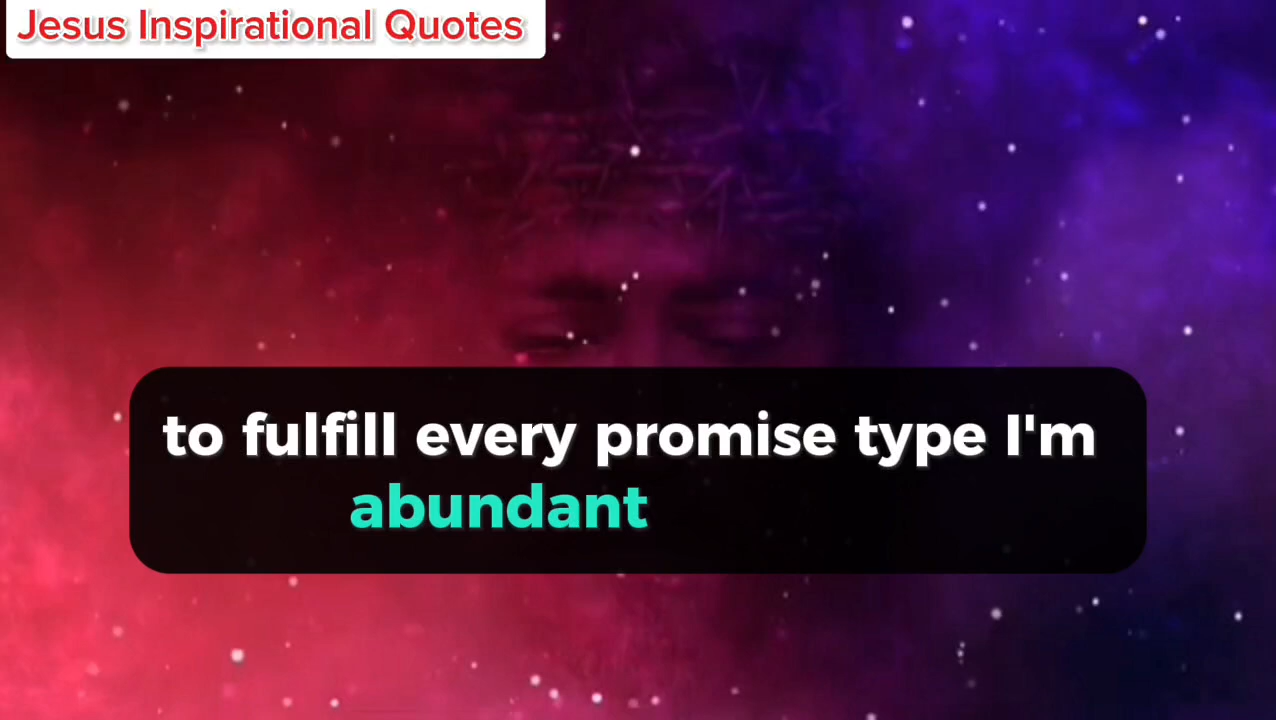 Jesus Inspirational Quotes
to fulfill every promise type I'm
abundant